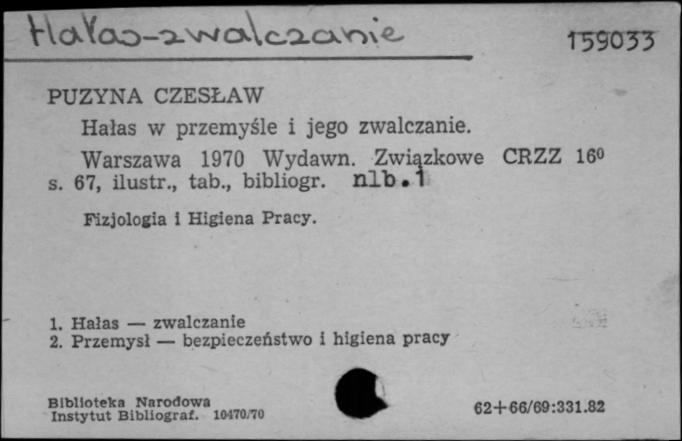 Hałas-zwalczanie
159033
PUZYNA CZESŁAW
Hałas w przemyśle i jego zwalczanie.
Warszawa 1970 Wydawn. Związkowe CRZZ 16⁰
s. 67, ilustr., tab., bibliogr. nlb.1
Fizjologia i Higiena Pracy.
1. Hałas — zwalczanie
2. Przemysł — bezpieczeństwo i higiena pracy
Biblioteka Narodowa
Instytut Bibliograf. 10470/70
62+66/69:331.82